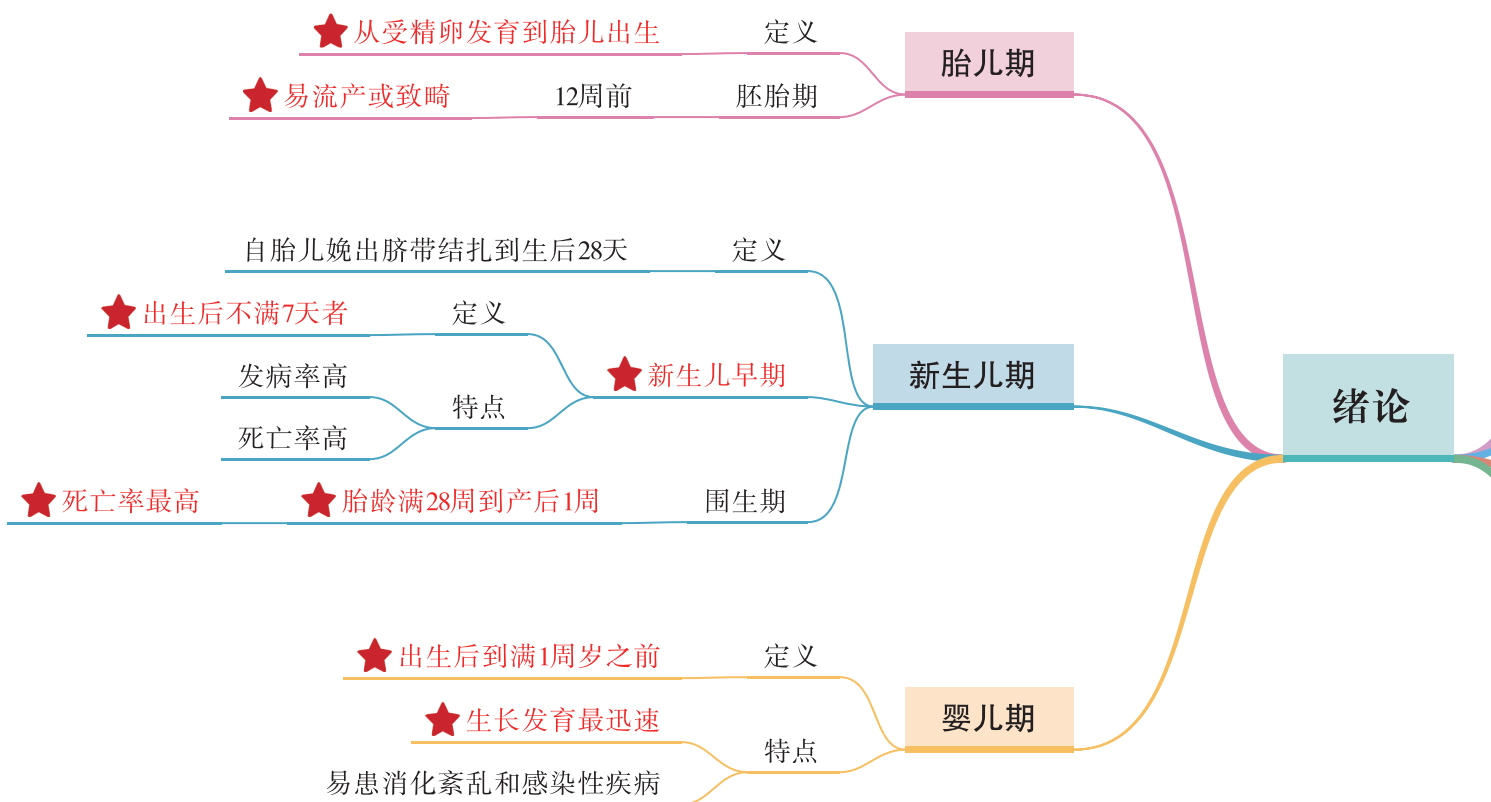 绪论
胎儿期
定义
从受精卵发育到胎儿出生
胚胎期
12周前
易流产或致畸
新生儿期
定义
自胎儿娩出脐带结扎到生后28天
新生儿早期
定义
出生后不满7天者
特点
发病率高
死亡率高
围生期
胎龄满28周到产后1周
死亡率最高
婴儿期
定义
出生后到满1周岁之前
特点
生长发育最迅速
易患消化紊乱和感染性疾病